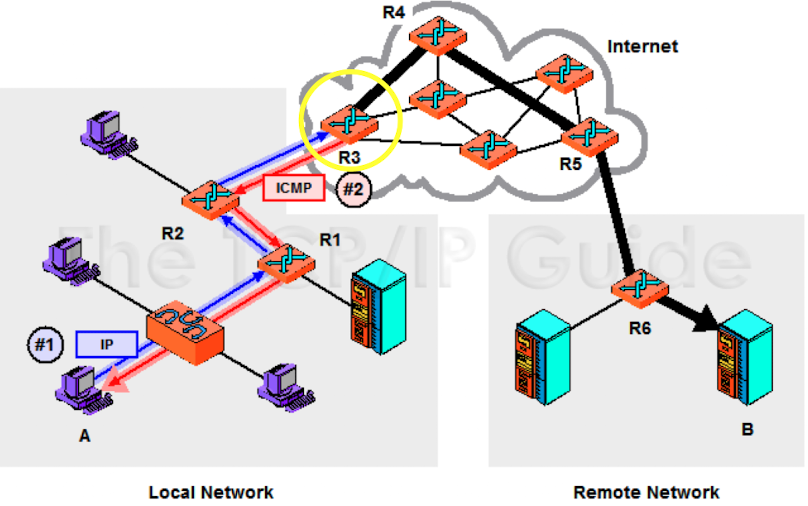 R4
Internet
R3
ICMP #2
R5
R2
R1
The TCP/IP Guide
#1 IP
R6
A
B
Local Network
Remote Network